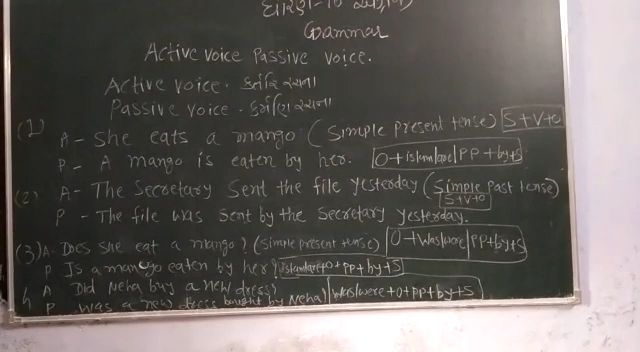 Grammar
Active voice Passive voice.
Active voice - કર્તરિ રચના
Passive voice - કર્મણિ રચના
(1) A - She eats a mango (Simple present tense) S+V+O
P - A mango is eaten by her. O+is/am/are/PP+by+S
(2) A - The Secretary Sent the file yesterday (Simple past tense)
S+V+O
P - The file was sent by the Secretary yesterday.
O+was/were/PP+by+S
(3) A - Does She eat a mango? (Simple present tense)
P Is a mango eaten by her? is/am/are+O+PP+by+S
4 A Did Neha buy a new dress?
P Was a new dress bought by Neha? Was/were+O+PP+by+S